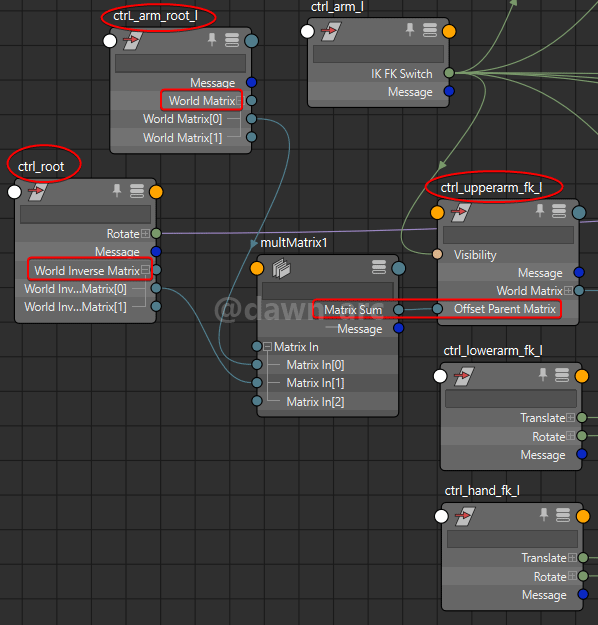 ctrl_arm_root_l
Message
World Matrix
World Matrix[0]
World Matrix[1]
ctrl_arm_l
IK FK Switch
Message
ctrl_root
Rotate
Message
World Inverse Matrix
World Inv...Matrix[0]
World Inv...Matrix[1]
multMatrix1
Matrix Sum
Message
Matrix In
Matrix In[0]
Matrix In[1]
Matrix In[2]
ctrl_upperarm_fk_l
Visibility
Message
World Matrix
Offset Parent Matrix
ctrl_lowerarm_fk_l
Translate
Rotate
Message
ctrl_hand_fk_l
Translate
Rotate
Message